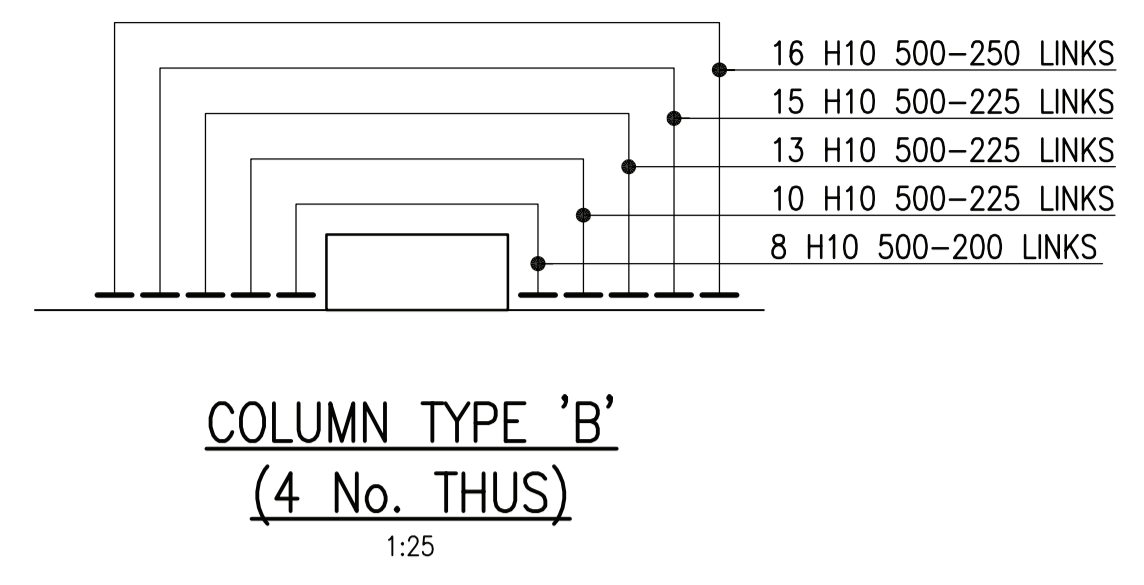 16 H10 500-250 LINKS
15 H10 500-225 LINKS
13 H10 500-225 LINKS
10 H10 500-225 LINKS
8 H10 500-200 LINKS
COLUMN TYPE 'B'
(4 No. THUS)
1:25